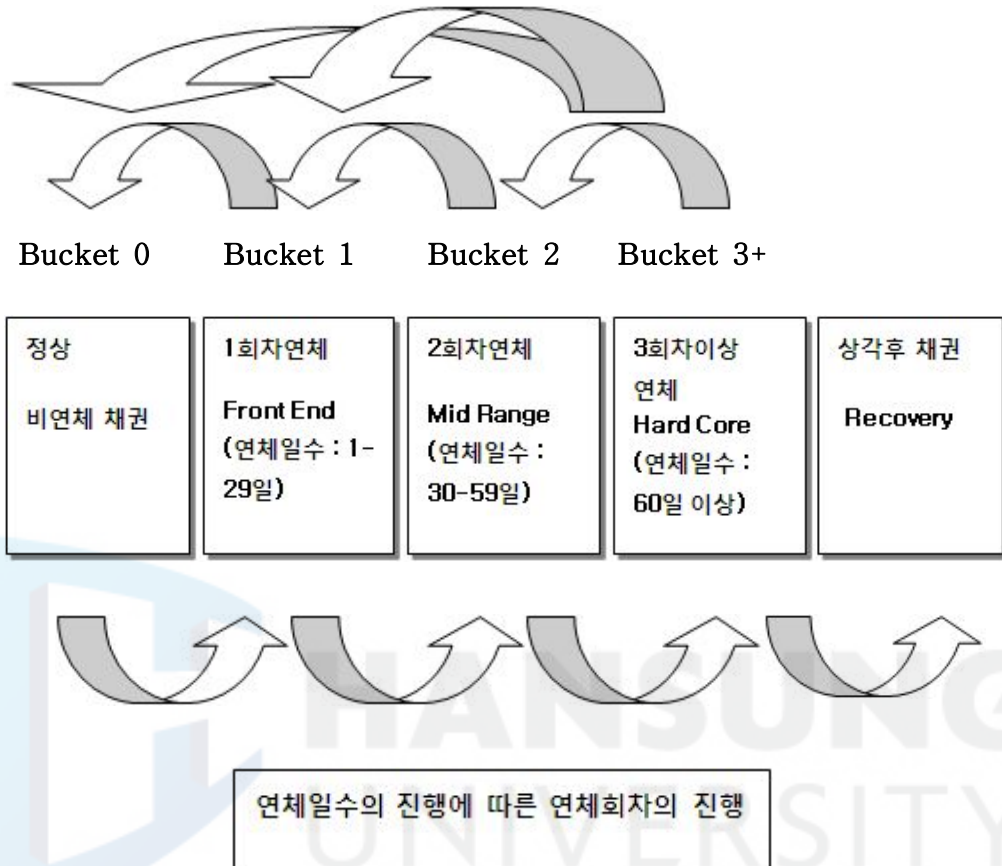 Bucket 0 Bucket 1 Bucket 2 Bucket 3+
정상
비연체 채권
1회차연체
Front End
(연체일수 : 1-
29일)
2회차연체
Mid Range
(연체일수 :
30-59일)
3회차이상
연체
Hard Core
(연체일수 :
60일 이상)
상각후 채권
Recovery
연체일수의 진행에 따른 연체회차의 진행
HANSUNG
UNIVERSITY